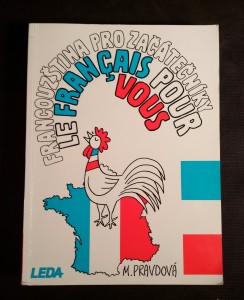 FRANCOUZŠTINA PRO ZAČÁTEČNÍKY
LE FRANÇAIS POUR
VOUS
LEDA
M. PRAVDOVÁ